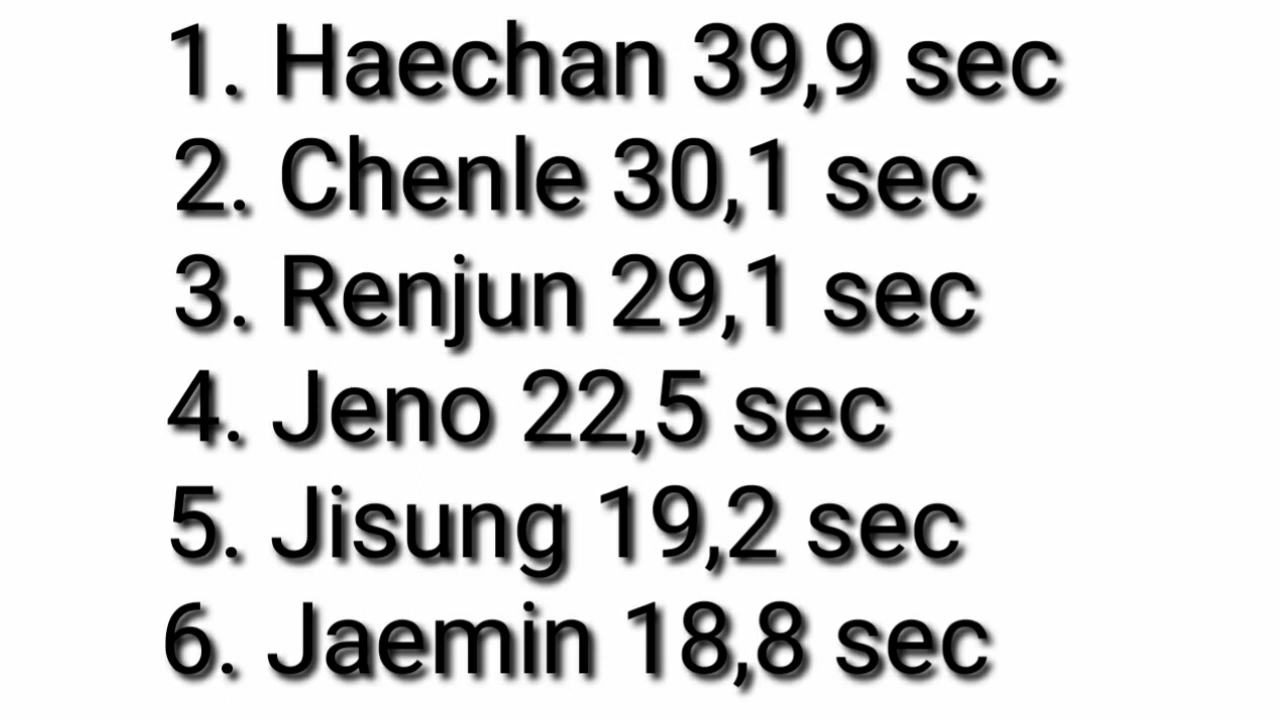 1. Haechan 39,9 sec
2. Chenle 30,1 sec
3. Renjun 29,1 sec
4. Jeno 22,5 sec
5. Jisung 19,2 sec
6. Jaemin 18,8 sec